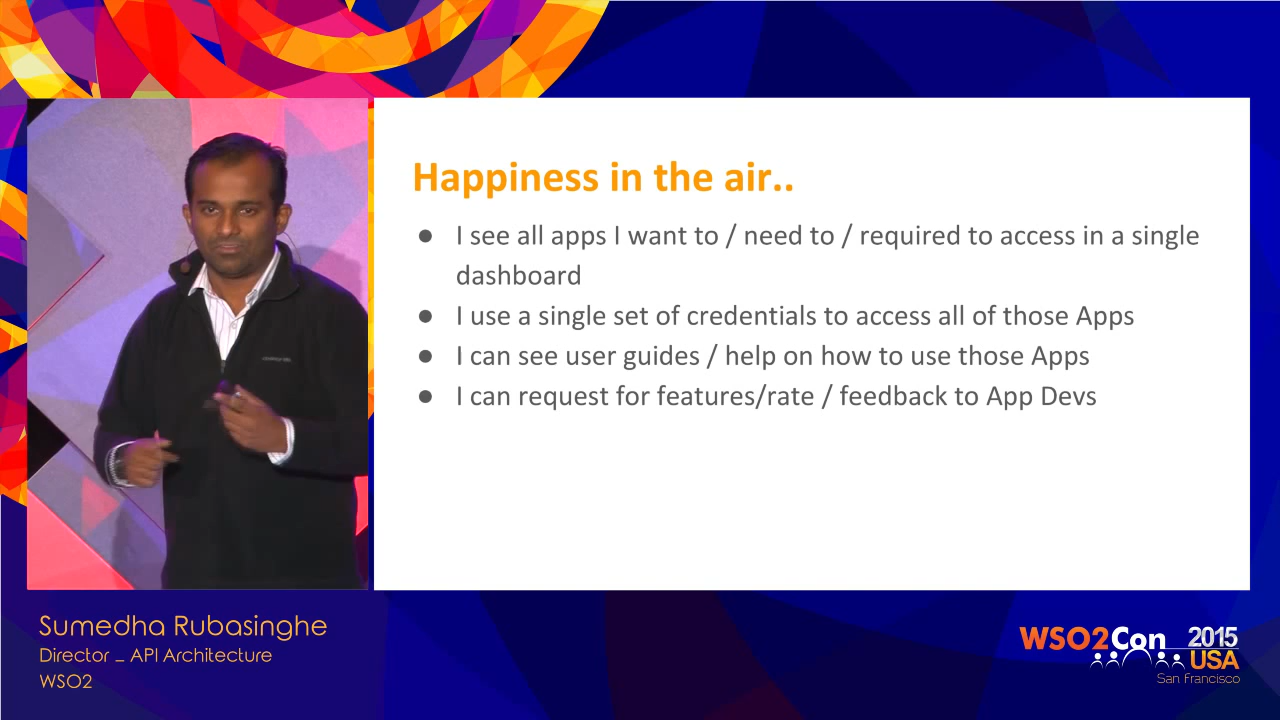 Happiness in the air..
● I see all apps I want to / need to / required to access in a single
dashboard
● I use a single set of credentials to access all of those Apps
● I can see user guides / help on how to use those Apps
● I can request for features/rate / feedback to App Devs
Sumedha Rubasinghe
Director _ API Architecture
WSO2
WSO2Con 2015
USA
San Francisco